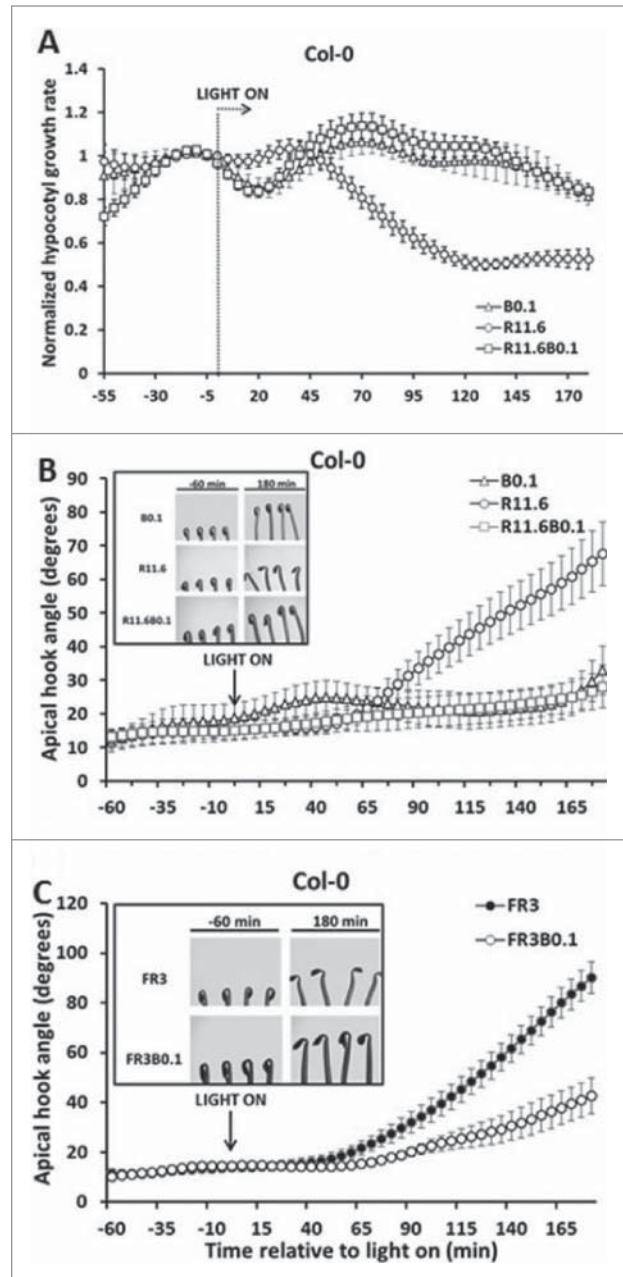 A
Col-0
Normalized hypocotyl growth rate
1.4
1.2
1
0.8
0.6
0.4
0.2
0
LIGHT ON
B0.1
R11.6
R11.6B0.1
-55 -30 -5 20 45 70 95 120 145 170
B
Col-0
Apical hook angle (degrees)
90
80
70
60
50
40
30
20
10
0
-60 min 180 min
B0.1
R11.6
R11.6B0.1
LIGHT ON
B0.1
R11.6
R11.6B0.1
-60 -35 -10 15 40 65 90 115 140 165
C
Col-0
Apical hook angle (degrees)
120
100
80
60
40
20
0
-60 min 180 min
FR3
FR3B0.1
LIGHT ON
FR3
FR3B0.1
-60 -35 -10 15 40 65 90 115 140 165
Time relative to light on (min)